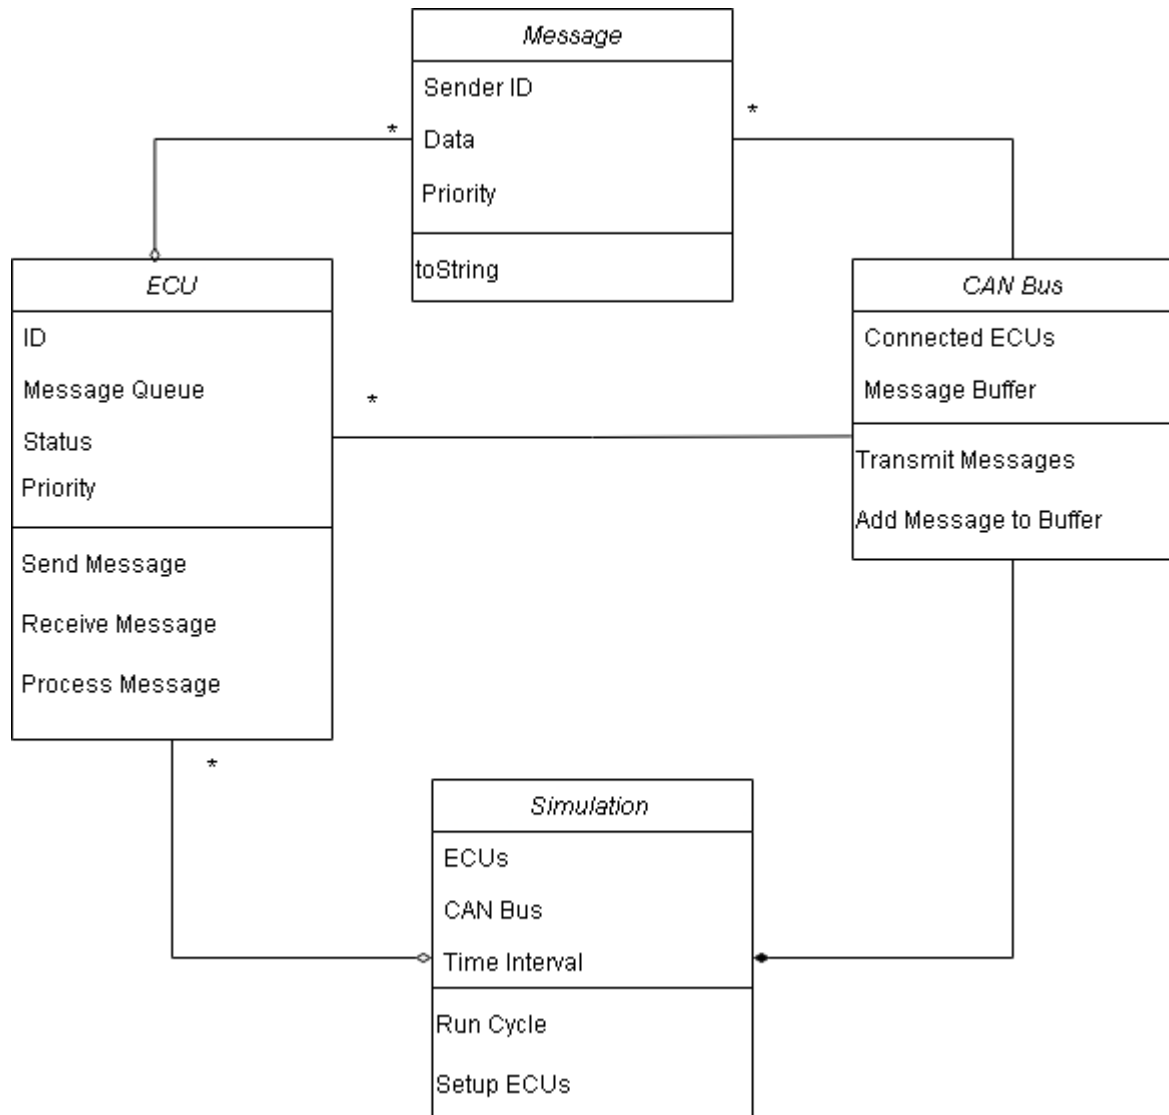 Message
Sender ID
Data
Priority
toString
*
*
ECU
ID
Message Queue
Status
Priority
Send Message
Receive Message
Process Message
*
CAN Bus
Connected ECUs
Message Buffer
Transmit Messages
Add Message to Buffer
*
Simulation
ECUs
CAN Bus
Time Interval
Run Cycle
Setup ECUs